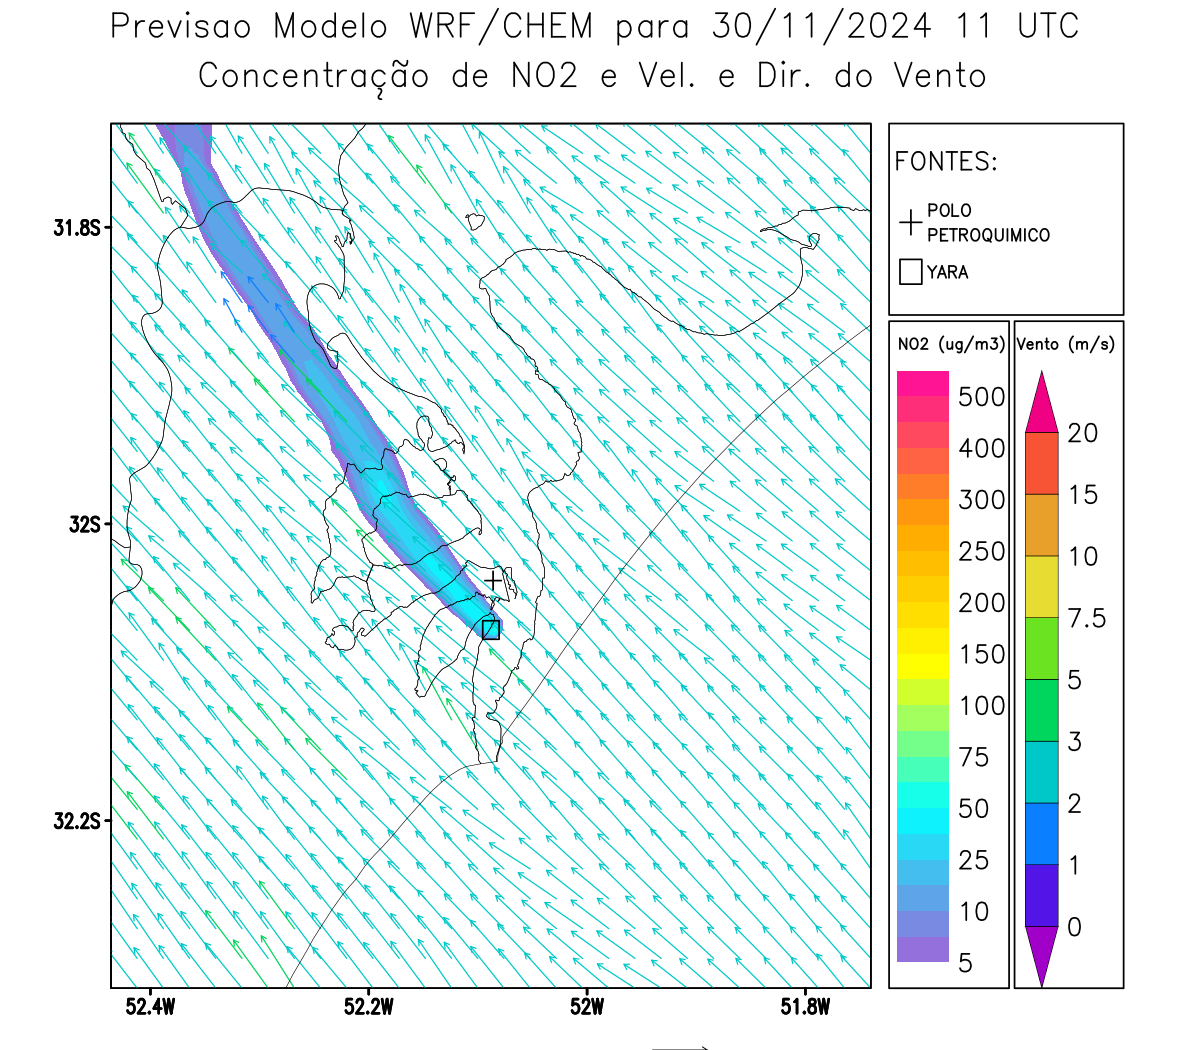 Previsao Modelo WRF/CHEM para 30/11/2024 11 UTC
Concentração de NO2 e Vel. e Dir. do Vento
FONTES:
POLO
PETROQUIMICO
YARA
NO2 (ug/m3)
500
400
300
250
200
150
100
75
50
25
10
5
Vento (m/s)
20
15
10
7.5
5
3
2
1
0
31.8S
32S
32.2S
52.4W
52.2W
52W
51.8W